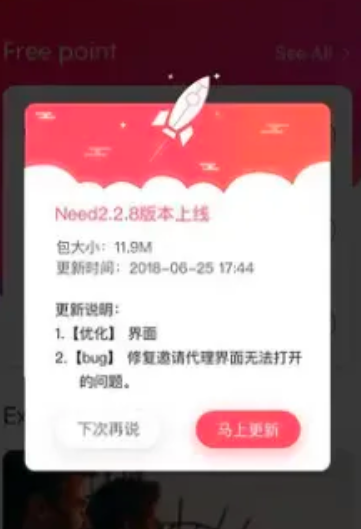 Free point
See All >
Need2.2.8版本上线
包大小：11.9M
更新时间：2018-06-25 17:44
更新说明：
1.【优化】 界面
2.【bug】 修复邀请代理界面无法打开
的问题。
下次再说
马上更新
Ex